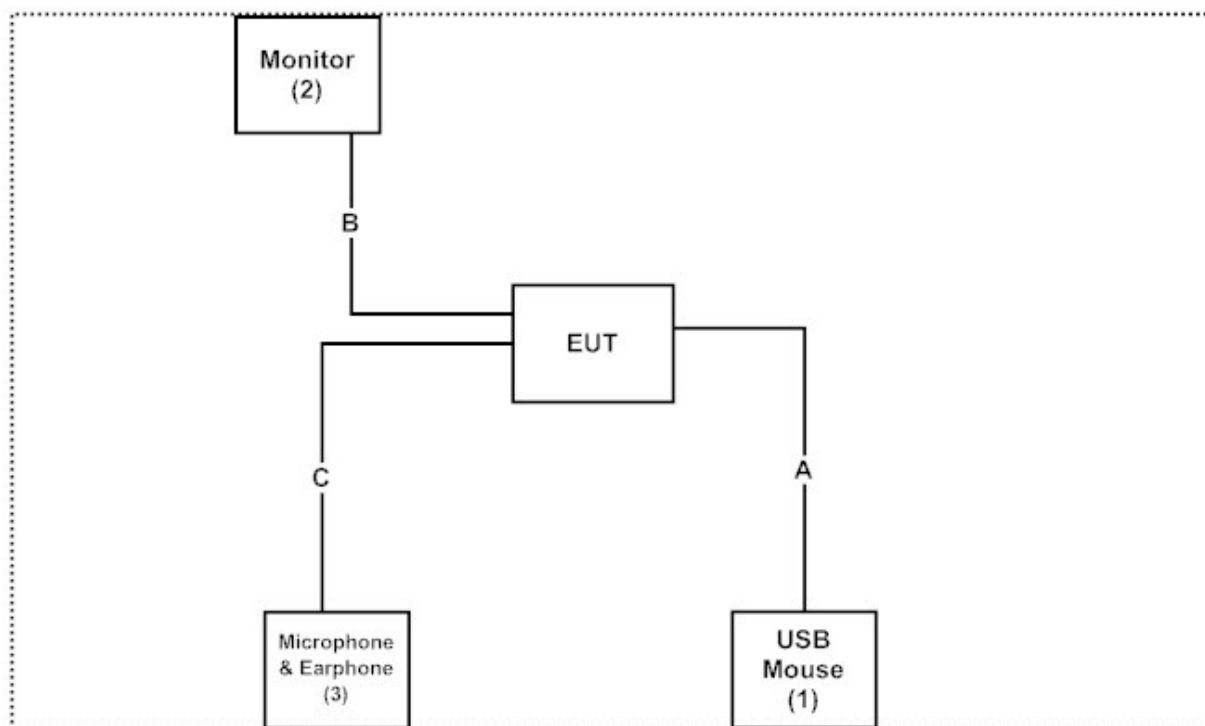 Monitor
(2)
B
EUT
C
A
Microphone
& Earphone
(3)
USB
Mouse
(1)